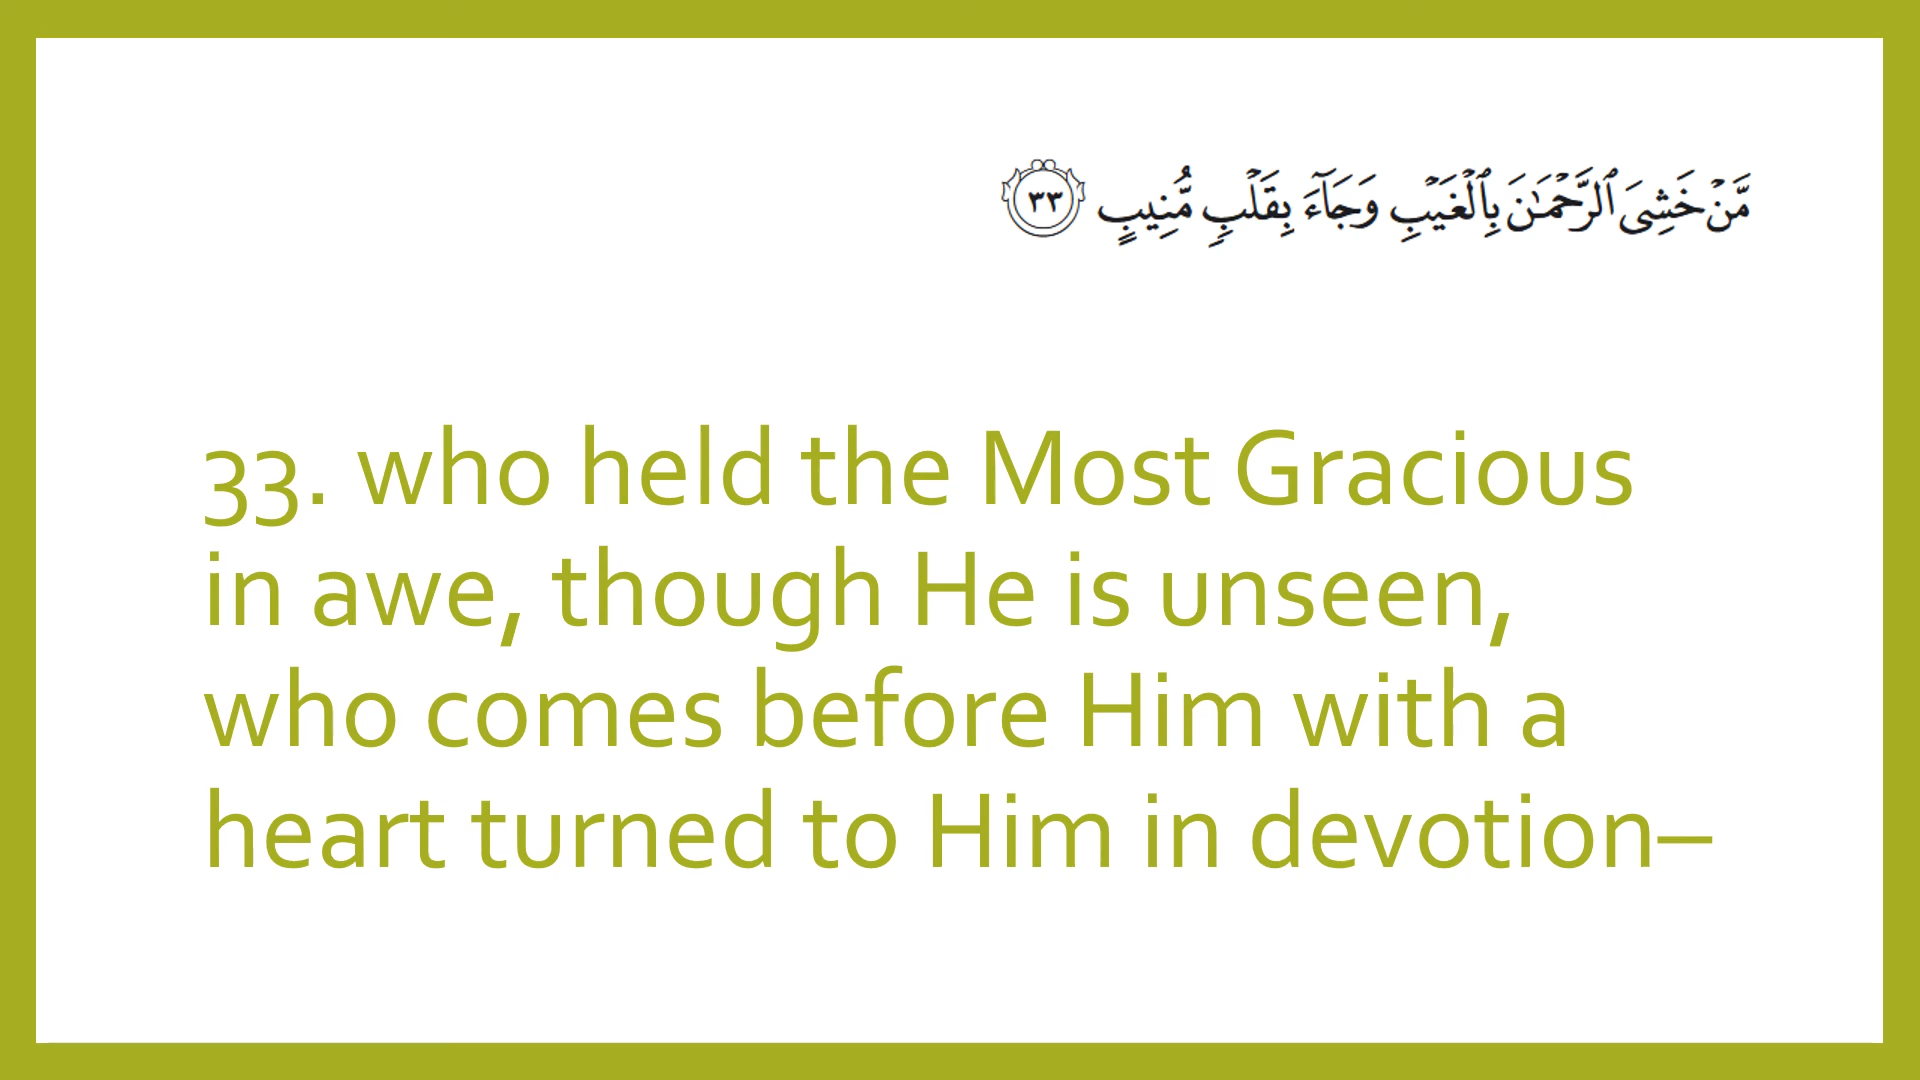 مَّنْ خَشِىَ ٱلرَّحْمَـٰنَ بِٱلْغَيْبِ وَجَآءَ بِقَلْبٍ مُّنِيبٍ ٣٣
33. who held the Most Gracious
in awe, though He is unseen,
who comes before Him with a
heart turned to Him in devotion–